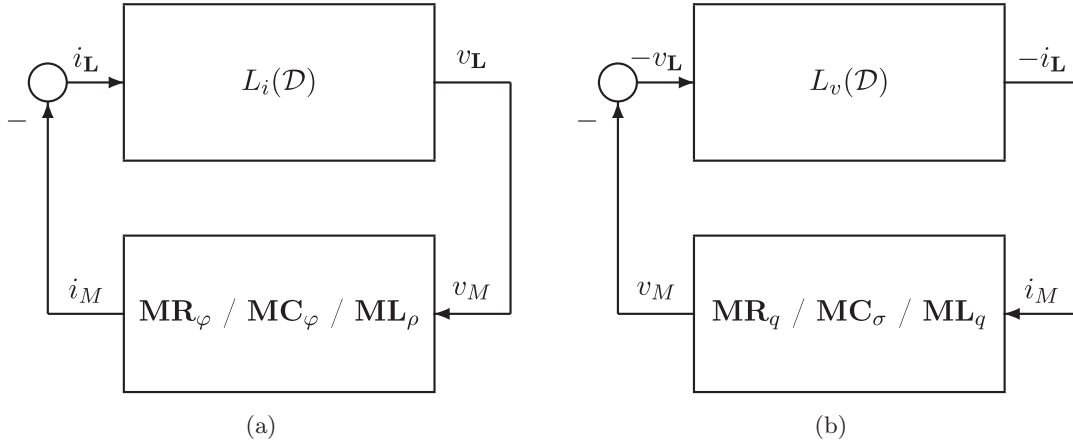 i_𝐋
L_i(𝒟)
v_𝐋
−
i_M
𝐌𝐑_φ / 𝐌𝐂_φ / 𝐌𝐋_ρ
v_M
(a)
−v_𝐋
L_v(𝒟)
−i_𝐋
−
v_M
𝐌𝐑_q / 𝐌𝐂_σ / 𝐌𝐋_q
i_M
(b)